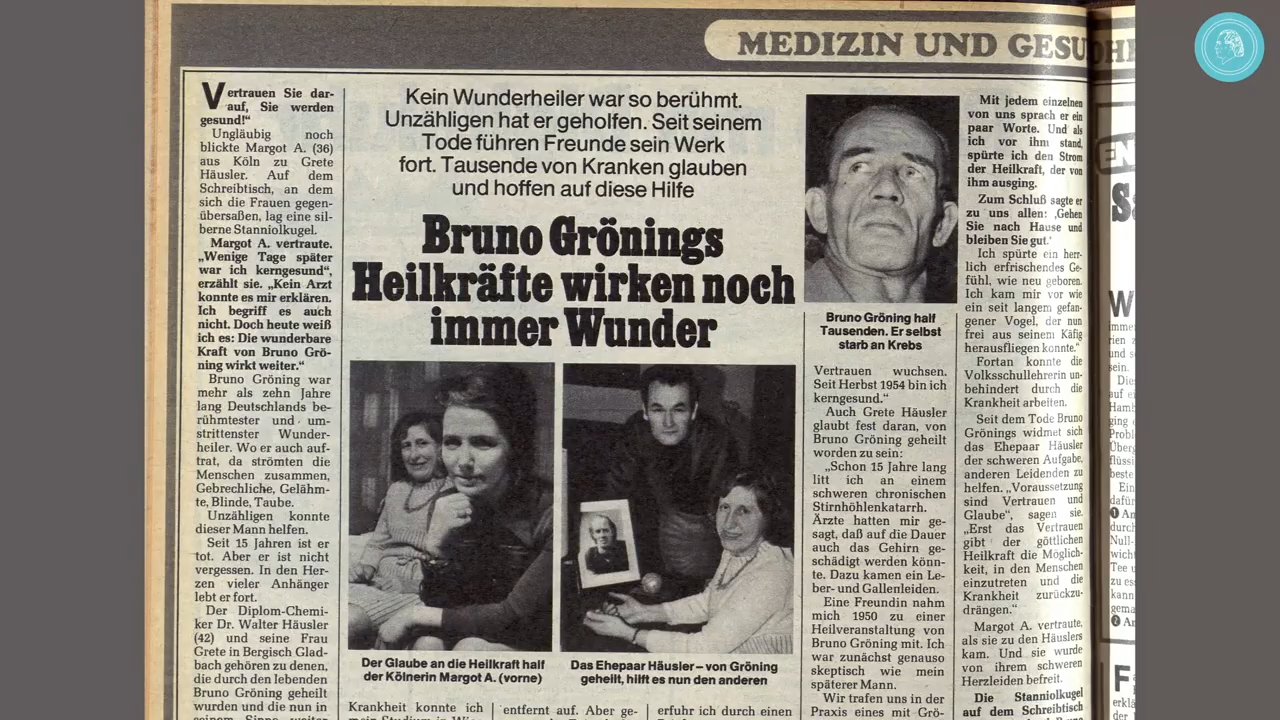 MEDIZIN UND GESUNDHE
Vertrauen Sie dar-
auf, Sie werden
gesund!"
Ungläubig noch
blickte Margot A. (36)
aus Köln zu Grete
Häusler. Auf dem
Schreibtisch, an dem
sich die Frauen gegen-
übersaßen, lag eine sil-
berne Stanniolkugel.
Margot A. vertraute.
„Wenige Tage später
war ich kerngesund",
erzählt sie. „Kein Arzt
konnte es mir erklären.
Ich begriff es auch
nicht. Doch heute weiß
ich es: Die wunderbare
Kraft von Bruno Grö-
ning wirkt weiter."
Bruno Gröning war
mehr als zehn Jahre
lang Deutschlands be-
rühmtester und um-
strittenster Wunder-
heiler. Wo er auch auf-
trat, da strömten die
Menschen zusammen,
Gebrechliche, Gelähm-
te, Blinde, Taube.
Unzähligen konnte
dieser Mann helfen.
Seit 15 Jahren ist er
tot. Aber er ist nicht
vergessen. In den Her-
zen vieler Anhänger
lebt er fort.
Der Diplom-Chemi-
ker Dr. Walter Häusler
(42) und seine Frau
Grete in Bergisch Glad-
bach gehören zu denen,
die durch den lebenden
Bruno Gröning geheilt
wurden und die nun in
seinem Sinne weiter
Kein Wunderheiler war so berühmt.
Unzähligen hat er geholfen. Seit seinem
Tode führen Freunde sein Werk
fort. Tausende von Kranken glauben
und hoffen auf diese Hilfe
Bruno Grönings
Heilkräfte wirken noch
immer Wunder
Der Glaube an die Heilkraft half
der Kölnerin Margot A. (vorne)
Das Ehepaar Häusler – von Gröning
geheilt, hilft es nun den anderen
Krankheit konnte ich
entfernt auf. Aber ge-
erfuhr ich durch einen
Bruno Gröning half
Tausenden. Er selbst
starb an Krebs
Vertrauen wuchsen.
Seit Herbst 1954 bin ich
kerngesund."
Auch Grete Häusler
glaubt fest daran, von
Bruno Gröning geheilt
worden zu sein:
„Schon 15 Jahre lang
litt ich an einem
schweren chronischen
Stirnhöhlenkatarrh.
Ärzte hatten mir ge-
sagt, daß auf die Dauer
auch das Gehirn ge-
schädigt werden könn-
te. Dazu kamen ein Le-
ber- und Gallenleiden.
Eine Freundin nahm
mich 1950 zu einer
Heilveranstaltung von
Bruno Gröning mit. Ich
war zunächst genauso
skeptisch wie mein
späterer Mann.
Wir trafen uns in der
Praxis eines mit Grö-
Mit jedem einzelnen
von uns sprach er ein
paar Worte. Und als
ich vor ihm stand,
spürte ich den Strom
der Heilkraft, der von
ihm ausging.
Zum Schluß sagte er
zu uns allen: ‚Gehen
Sie nach Hause und
bleiben Sie gut.'
Ich spürte ein herr-
lich erfrischendes Ge-
fühl, wie neu geboren.
Ich kam mir vor wie
ein seit langem gefan-
gener Vogel, der nun
frei aus seinem Käfig
herausfliegen konnte."
Fortan konnte die
Volksschullehrerin un-
behindert durch die
Krankheit arbeiten.
Seit dem Tode Bruno
Grönings widmet sich
das Ehepaar Häusler
der schweren Aufgabe,
anderen Leidenden zu
helfen. „Voraussetzung
sind Vertrauen und
Glaube", sagen sie.
„Erst das Vertrauen
gibt der göttlichen
Heilkraft die Möglich-
keit, in den Menschen
einzutreten und die
Krankheit zurückzu-
drängen."
Margot A. vertraute,
als sie zu den Häuslers
kam. Und sie wurde
von ihrem schweren
Herzleiden befreit.
Die Stanniolkugel
auf dem Schreibtisch